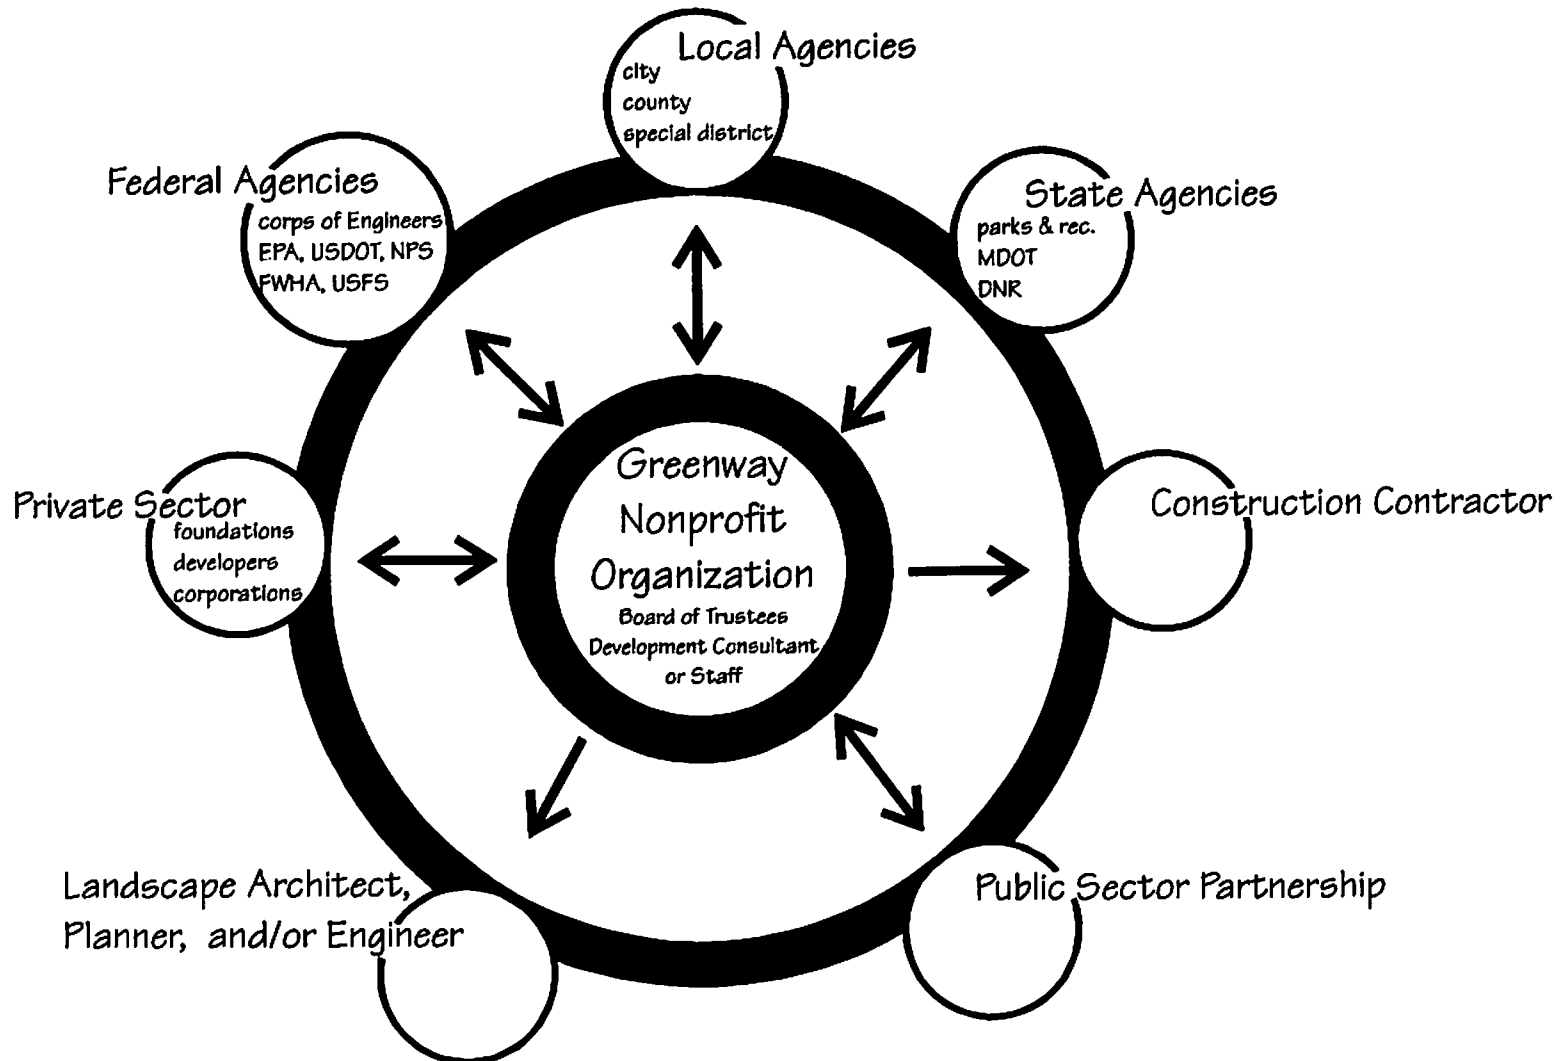 Local Agencies
city
county
special district
Federal Agencies
corps of Engineers
EPA, USDOT, NPS
FWHA, USFS
State Agencies
parks & rec.
MDOT
DNR
Private Sector
foundations
developers
corporations
Greenway
Nonprofit
Organization
Board of Trustees
Development Consultant
or Staff
Construction Contractor
Landscape Architect,
Planner, and/or Engineer
Public Sector Partnership